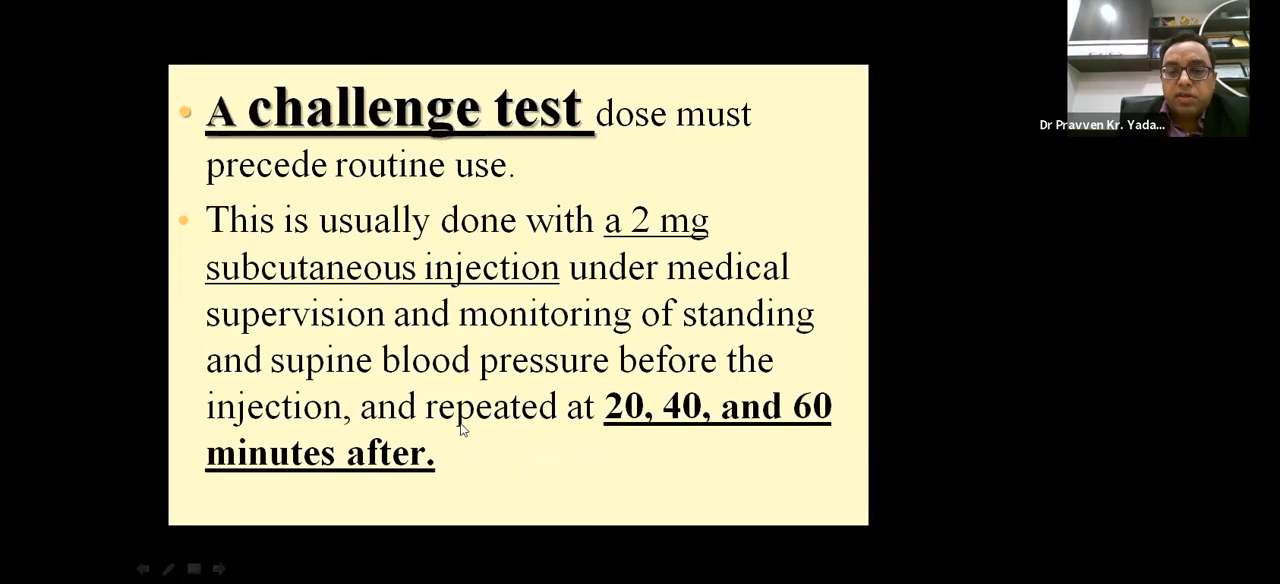 A challenge test dose must
precede routine use.
This is usually done with a 2 mg
subcutaneous injection under medical
supervision and monitoring of standing
and supine blood pressure before the
injection, and repeated at 20, 40, and 60
minutes after.
Dr Pravven Kr. Yada...